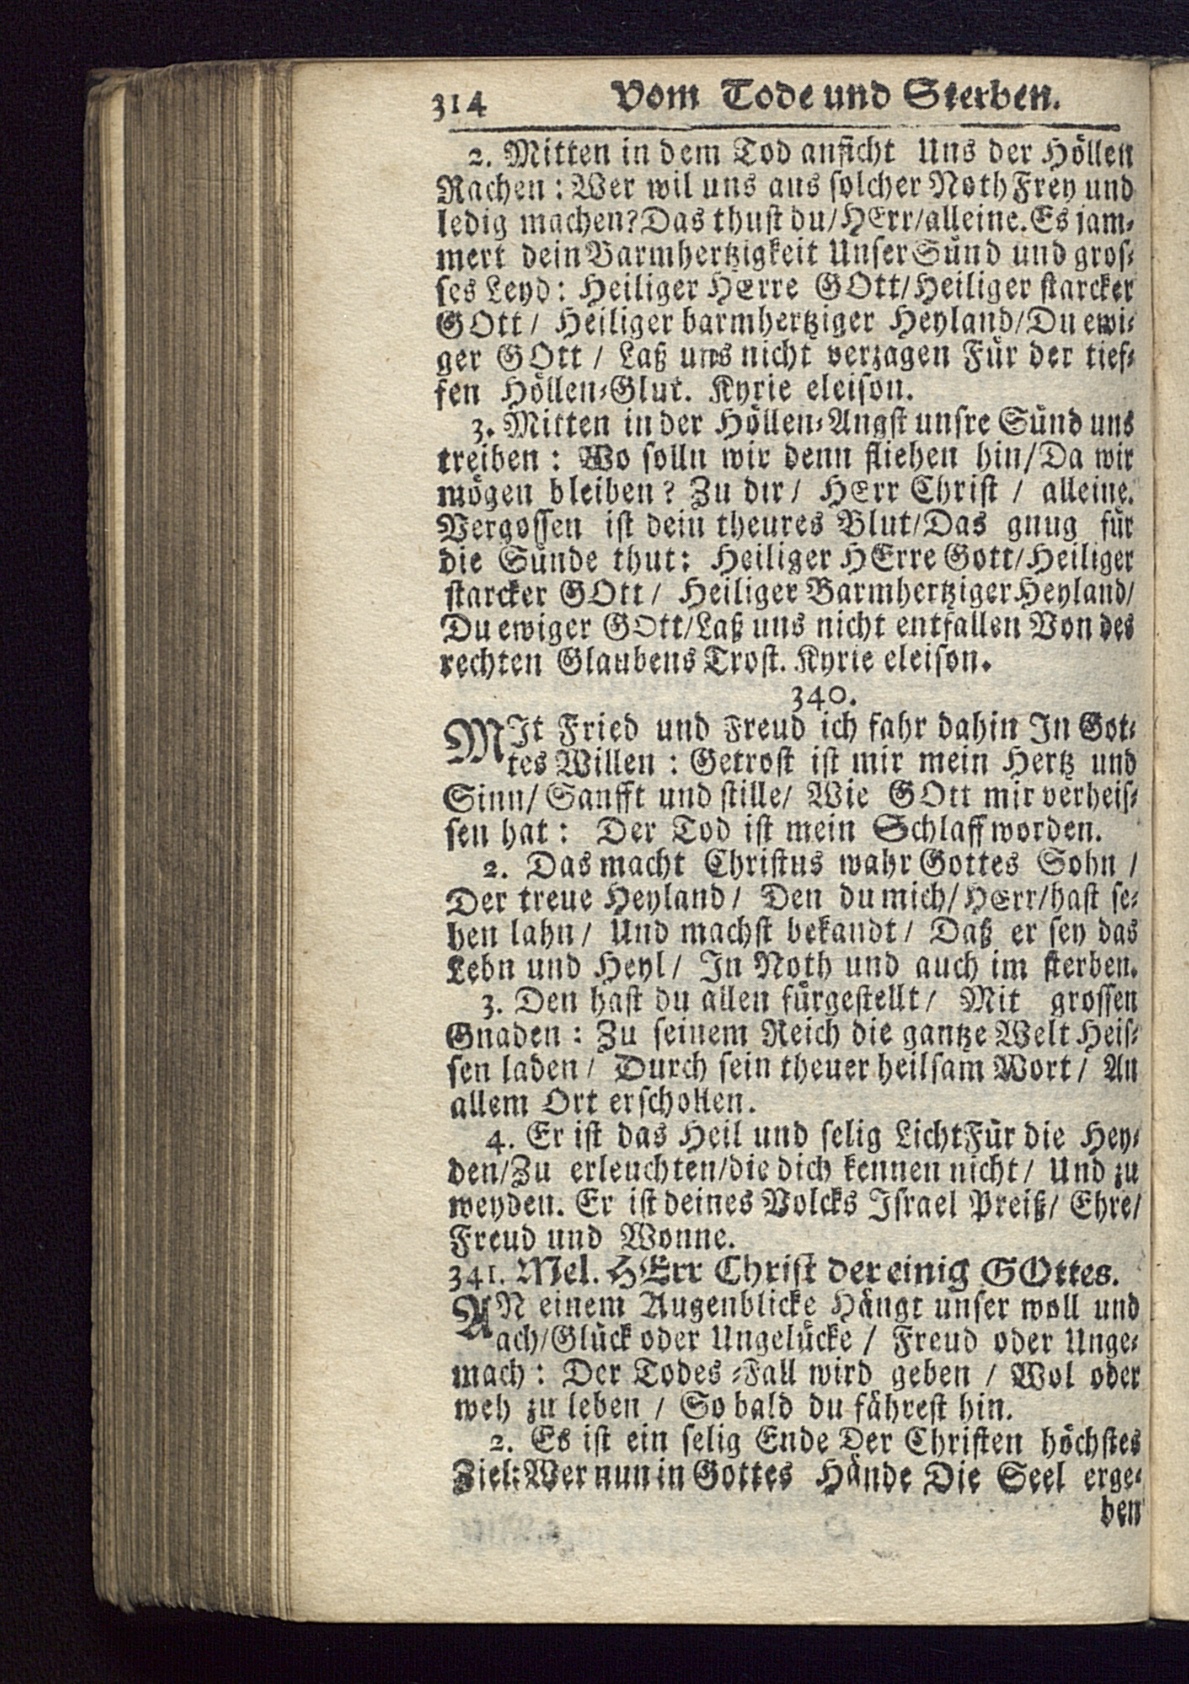 314 Vom Tode und Sterben.
2. Mitten in dem Tod anficht Uns der Höllen
Rachen: Wer wil uns aus solcher Noth Frey und
ledig machen? Das thust du/HErr/alleine. Es jam-
mert dein Barmhertzigkeit Unser Sünd und gros-
ses Leyd: Heiliger HErre GOtt/Heiliger starcker
GOtt/ Heiliger barmhertziger Heyland/Du ewi-
ger GOtt / Laß uns nicht verzagen Für der tief-
fen Höllen-Glut. Kyrie eleison.
3. Mitten in der Höllen-Angst unsre Sünd uns
treiben: Wo solln wir denn fliehen hin/Da wir
mögen bleiben? Zu dir/ HErr Christ / alleine.
Vergossen ist dein theures Blut/Das gnug für
die Sünde thut: Heiliger HErre Gott/Heiliger
starcker GOtt/ Heiliger Barmhertziger Heyland/
Du ewiger GOtt/Laß uns nicht entfallen Von des
rechten Glaubens Trost. Kyrie eleison.
340.
MIt Fried und Freud ich fahr dahin In Got-
tes Willen: Getrost ist mir mein Hertz und
Sinn/ Sanfft und stille/ Wie GOtt mir verheis-
sen hat: Der Tod ist mein Schlaff worden.
2. Das macht Christus wahr Gottes Sohn /
Der treue Heyland/ Den du mich/HErr/hast se-
hen lahn/ Und machst bekandt/ Daß er sey das
Lebn und Heyl/ In Noth und auch im sterben.
3. Den hast du allen fürgestellt/ Mit grossen
Gnaden: Zu seinem Reich die gantze Welt Heis-
sen laden/ Durch sein theuer heilsam Wort/ An
allem Ort erschollen.
4. Er ist das Heil und selig Licht Für die Hey-
den/Zu erleuchten/die dich kennen nicht/ Und zu
weyden. Er ist deines Volcks Israel Preiß/ Ehre/
Freud und Wonne.
341. Mel. HErr Christ der einig GOttes.
AN einem Augenblicke Hängt unser woll und
ach/Glück oder Ungelücke / Freud oder Unge-
mach: Der Todes-Fall wird geben / Wol oder
weh zu leben / So bald du fährest hin.
2. Es ist ein selig Ende Der Christen höchstes
Ziel: Wer nun in Gottes Hände Die Seel erge-
ben